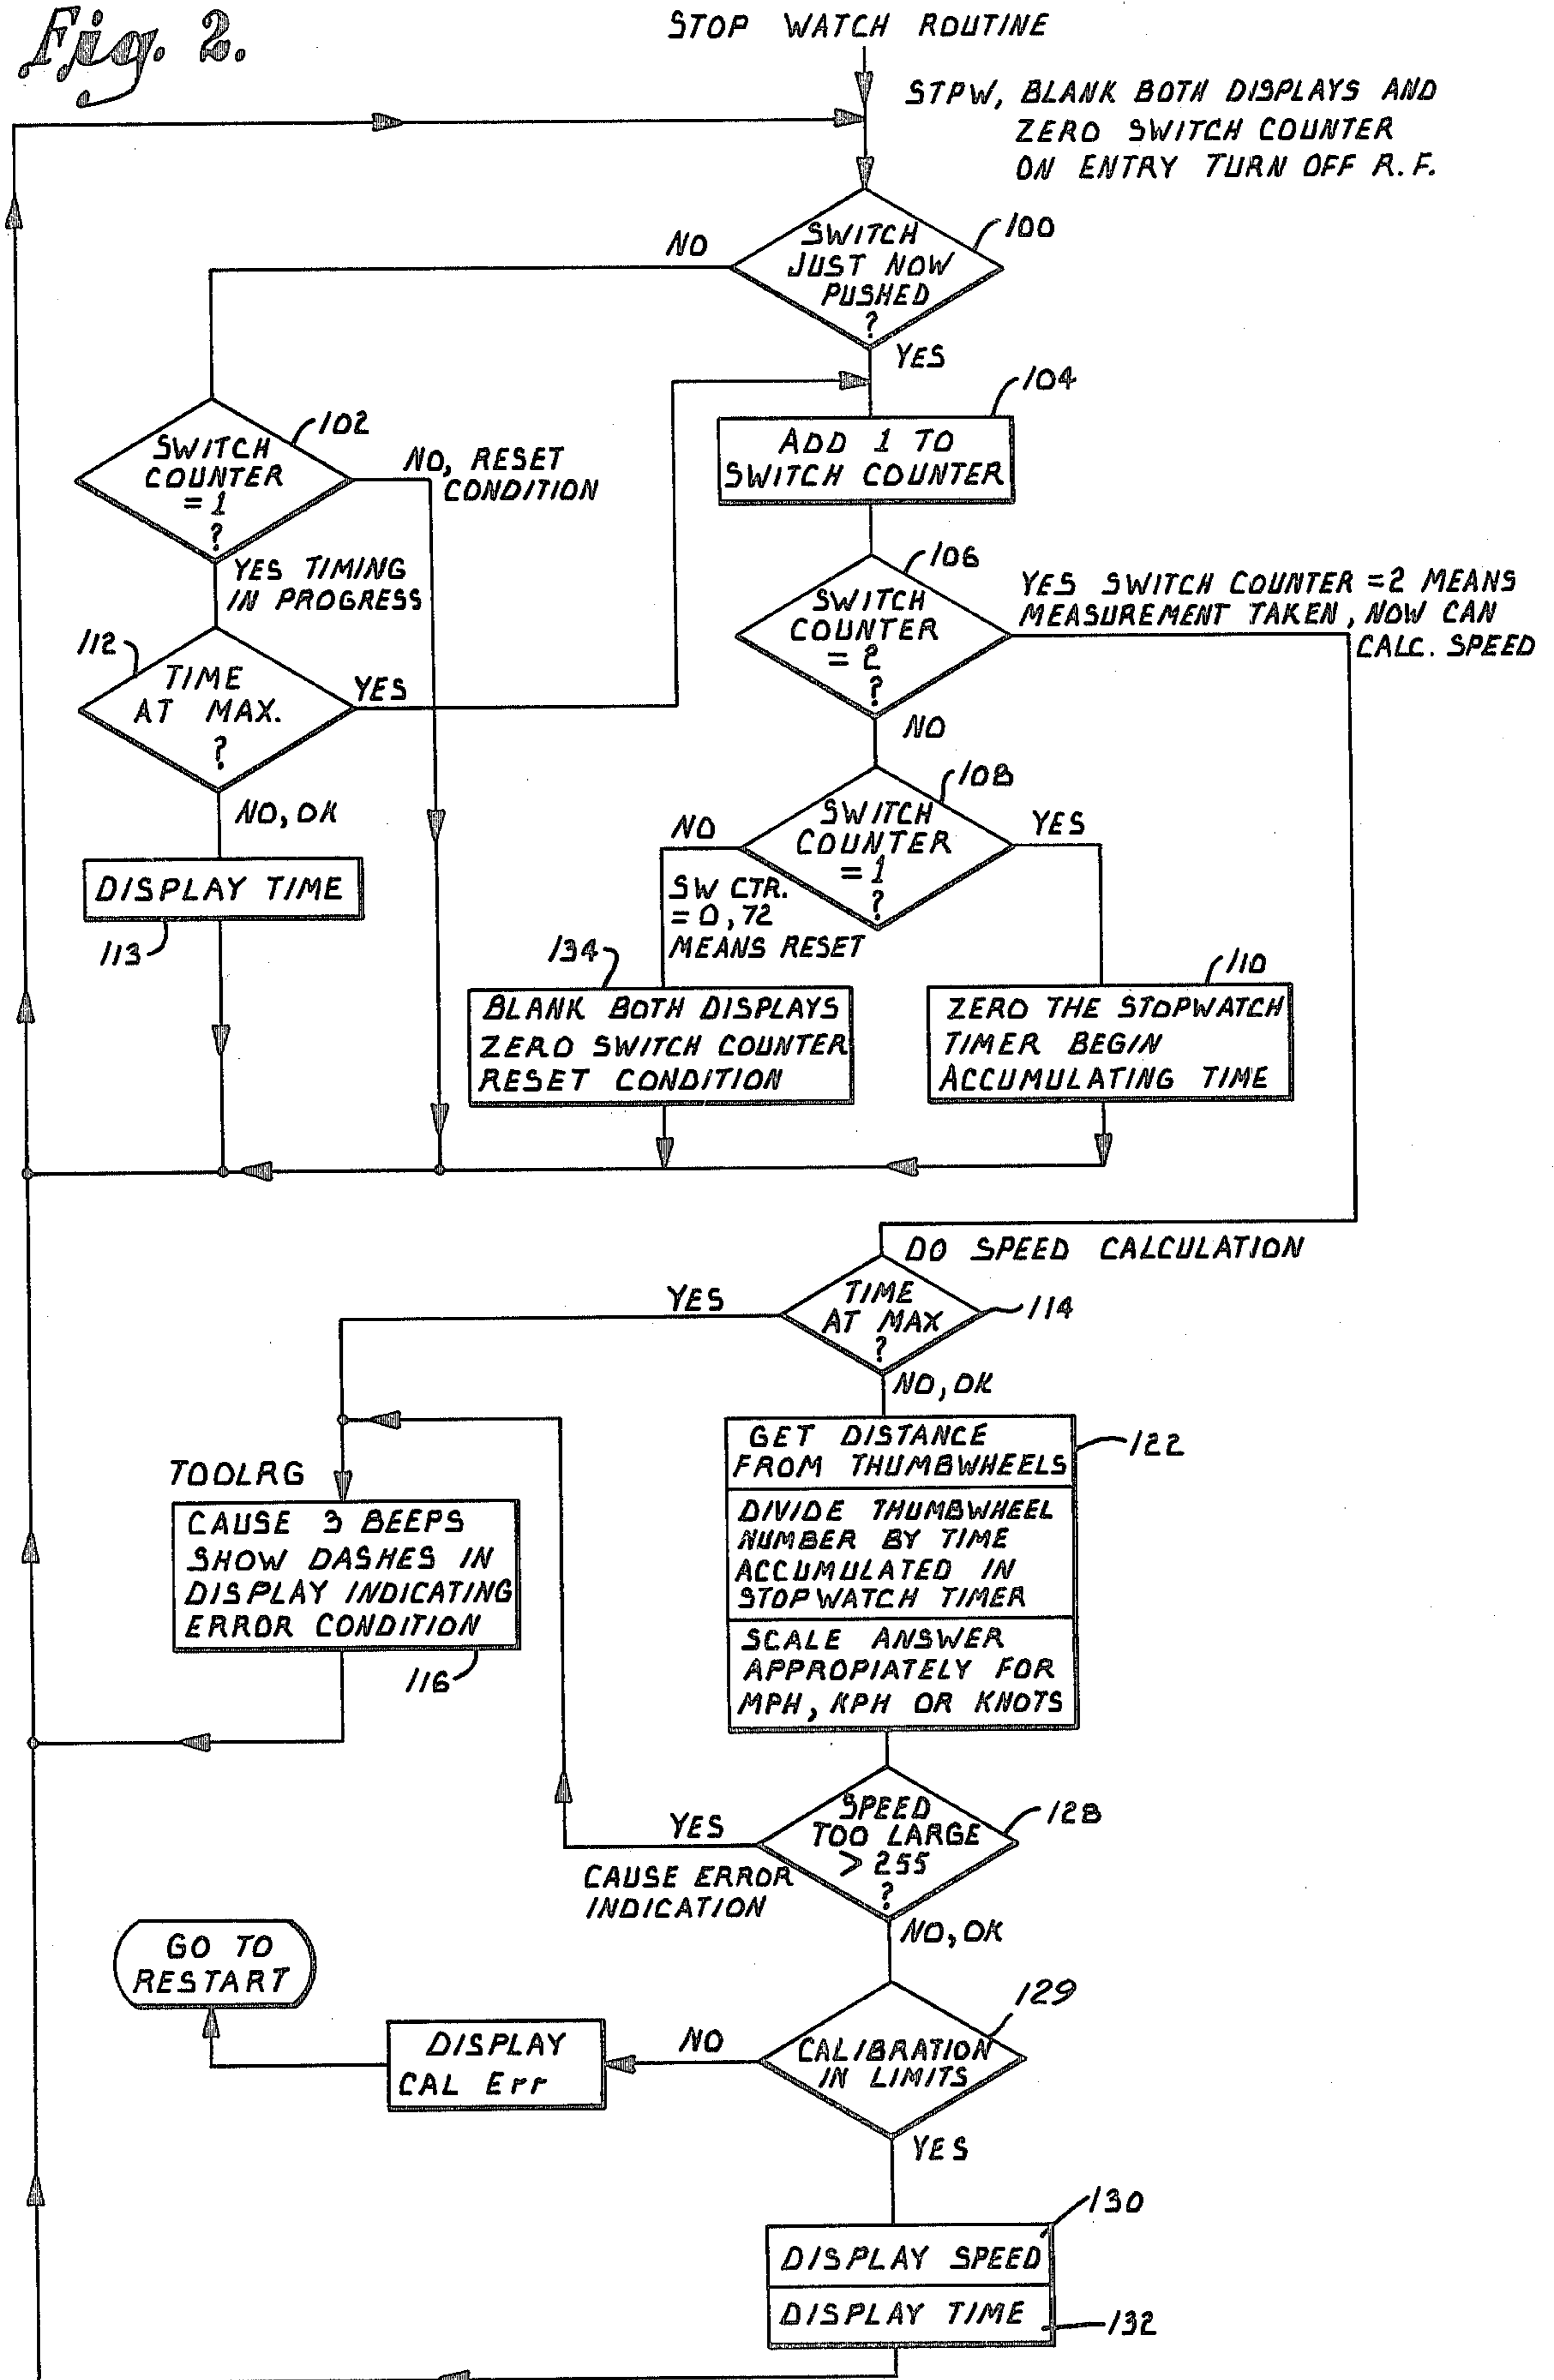 Fig. 2.
STOP WATCH ROUTINE
STPW, BLANK BOTH DISPLAYS AND
ZERO SWITCH COUNTER
ON ENTRY TURN OFF R.F.
SWITCH
JUST NOW
PUSHED
?
100
NO
YES
104
ADD 1 TO
SWITCH COUNTER
102
SWITCH
COUNTER
= 1
?
NO, RESET
CONDITION
YES TIMING
IN PROGRESS
106
SWITCH
COUNTER
= 2
?
YES SWITCH COUNTER = 2 MEANS
MEASUREMENT TAKEN, NOW CAN
CALC. SPEED
NO
112
TIME
AT MAX.
?
YES
NO, OK
DISPLAY TIME
113
108
SWITCH
COUNTER
= 1
?
NO
YES
SW CTR.
= 0, 72
MEANS RESET
134
BLANK BOTH DISPLAYS
ZERO SWITCH COUNTER
RESET CONDITION
110
ZERO THE STOPWATCH
TIMER BEGIN
ACCUMULATING TIME
DO SPEED CALCULATION
TIME
AT MAX
?
114
YES
NO, OK
TOOLRG
CAUSE 3 BEEPS
SHOW DASHES IN
DISPLAY INDICATING
ERROR CONDITION
116
GET DISTANCE
FROM THUMBWHEELS
122
DIVIDE THUMBWHEEL
NUMBER BY TIME
ACCUMULATED IN
STOPWATCH TIMER
SCALE ANSWER
APPROPIATELY FOR
MPH, KPH OR KNOTS
SPEED
TOO LARGE
> 255
?
128
YES
CAUSE ERROR
INDICATION
NO, OK
GO TO
RESTART
129
CALIBRATION
IN LIMITS
NO
DISPLAY
CAL Err
YES
130
DISPLAY SPEED
DISPLAY TIME
132